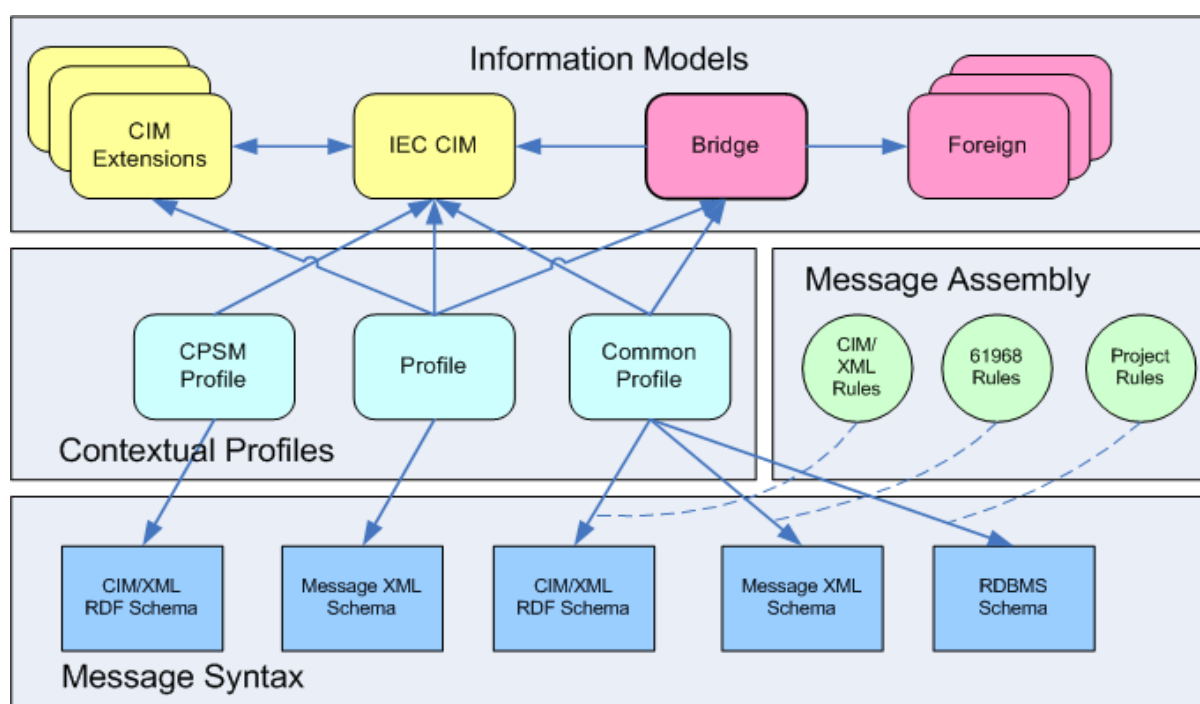 Information Models
CIM
Extensions
IEC CIM
Bridge
Foreign
Message Assembly
CPSM
Profile
Profile
Common
Profile
CIM/
XML
Rules
61968
Rules
Project
Rules
Contextual Profiles
CIM/XML
RDF Schema
Message XML
Schema
CIM/XML
RDF Schema
Message XML
Schema
RDBMS
Schema
Message Syntax